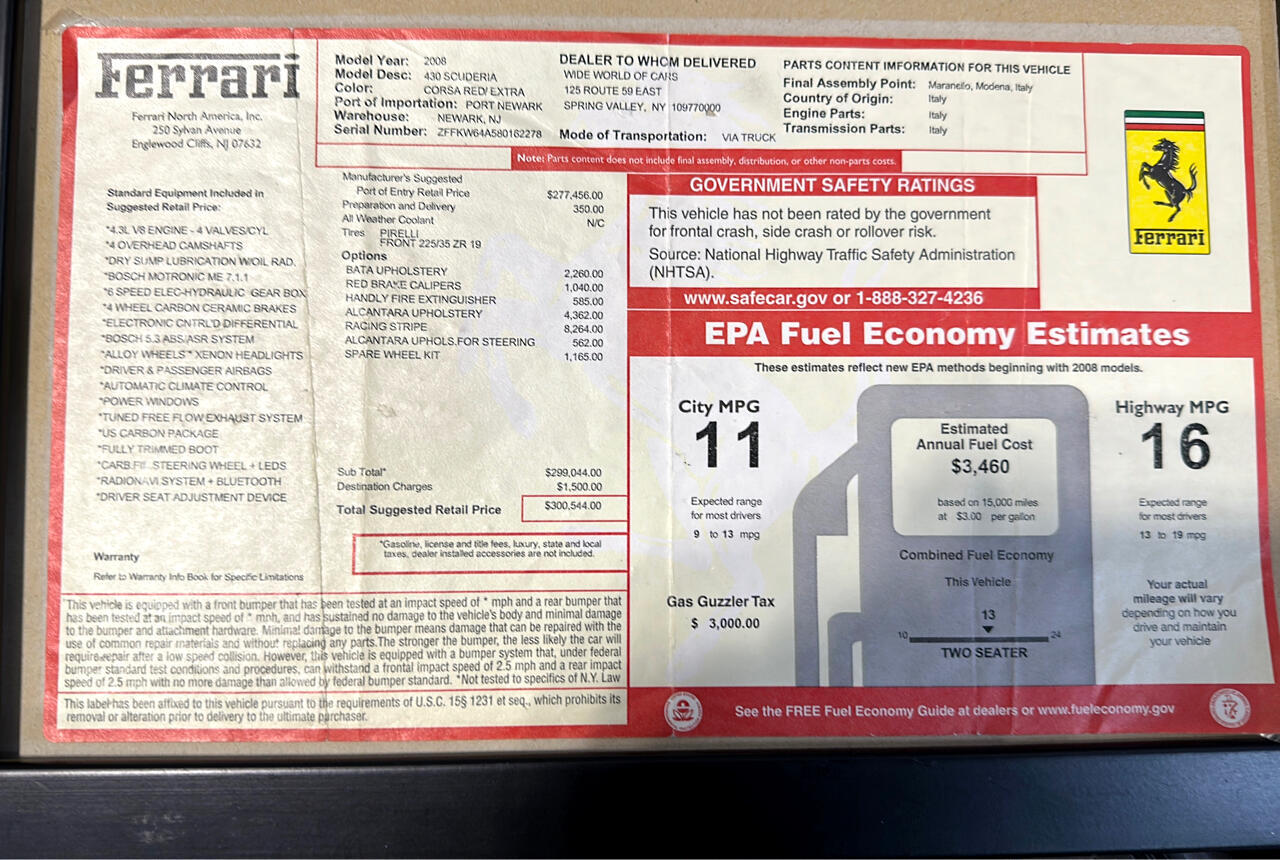 Ferrari
Ferrari North America, Inc.
250 Sylvan Avenue
Englewood Cliffs, NJ 07632
Model Year: 2008
Model Desc: 430 SCUDERIA
Color: CORSA RED/ EXTRA
Port of Importation: PORT NEWARK
Warehouse: NEWARK, NJ
Serial Number: ZFFKW64A580162278
DEALER TO WHOM DELIVERED
WIDE WORLD OF CARS
125 ROUTE 59 EAST
SPRING VALLEY, NY 109770000
Mode of Transportation: VIA TRUCK
PARTS CONTENT INFORMATION FOR THIS VEHICLE
Final Assembly Point: Maranello, Modena, Italy
Country of Origin: Italy
Engine Parts: Italy
Transmission Parts: Italy
Note: Parts content does not include final assembly, distribution, or other non-parts costs.
Ferrari
Standard Equipment Included in
Suggested Retail Price:
*4.3L V8 ENGINE - 4 VALVES/CYL
*4 OVERHEAD CAMSHAFTS
*DRY SUMP LUBRICATION W/OIL RAD.
*BOSCH MOTRONIC ME 7.1.1
*6 SPEED ELEC-HYDRAULIC GEAR BOX
*4 WHEEL CARBON CERAMIC BRAKES
*ELECTRONIC CNTRL'D DIFFERENTIAL
*BOSCH 5.3 ABS/ASR SYSTEM
*ALLOY WHEELS * XENON HEADLIGHTS
*DRIVER & PASSENGER AIRBAGS
*AUTOMATIC CLIMATE CONTROL
*POWER WINDOWS
*TUNED FREE FLOW EXHAUST SYSTEM
*US CARBON PACKAGE
*FULLY TRIMMED BOOT
*CARB.FI STEERING WHEEL + LEDS
*RADIONAVI SYSTEM + BLUETOOTH
*DRIVER SEAT ADJUSTMENT DEVICE
Warranty
Refer to Warranty Info Book for Specific Limitations
Manufacturer's Suggested
Port of Entry Retail Price $277,456.00
Preparation and Delivery 350.00
All Weather Coolant N/C
Tires PIRELLI
FRONT 225/35 ZR 19
Options
BATA UPHOLSTERY 2,260.00
RED BRAKE CALIPERS 1,040.00
HANDLY FIRE EXTINGUISHER 585.00
ALCANTARA UPHOLSTERY 4,362.00
RACING STRIPE 8,264.00
ALCANTARA UPHOLS.FOR STEERING 562.00
SPARE WHEEL KIT 1,165.00
Sub Total* $299,044.00
Destination Charges $1,500.00
Total Suggested Retail Price $300,544.00
*Gasoline, license and title fees, luxury, state and local
taxes, dealer installed accessories are not included.
This vehicle is equipped with a front bumper that has been tested at an impact speed of * mph and a rear bumper that
has been tested at an impact speed of * mph, and has sustained no damage to the vehicle's body and minimal damage
to the bumper and attachment hardware. Minimal damage to the bumper means damage that can be repaired with the
use of common repair materials and without replacing any parts.The stronger the bumper, the less likely the car will
require repair after a low speed collision. However, this vehicle is equipped with a bumper system that, under federal
bumper standard test conditions and procedures, can withstand a frontal impact speed of 2.5 mph and a rear impact
speed of 2.5 mph with no more damage than allowed by federal bumper standard. *Not tested to specifics of N.Y. Law
This label has been affixed to this vehicle pursuant to the requirements of U.S.C. 15§ 1231 et seq., which prohibits its
removal or alteration prior to delivery to the ultimate purchaser.
GOVERNMENT SAFETY RATINGS
This vehicle has not been rated by the government
for frontal crash, side crash or rollover risk.
Source: National Highway Traffic Safety Administration
(NHTSA).
www.safecar.gov or 1-888-327-4236
EPA Fuel Economy Estimates
These estimates reflect new EPA methods beginning with 2008 models.
City MPG
11
Expected range
for most drivers
9 to 13 mpg
Gas Guzzler Tax
$ 3,000.00
Estimated
Annual Fuel Cost
$3,460
based on 15,000 miles
at $3.00 per gallon
Combined Fuel Economy
This Vehicle
13
10 24
TWO SEATER
Highway MPG
16
Expected range
for most drivers
13 to 19 mpg
Your actual
mileage will vary
depending on how you
drive and maintain
your vehicle
See the FREE Fuel Economy Guide at dealers or www.fueleconomy.gov